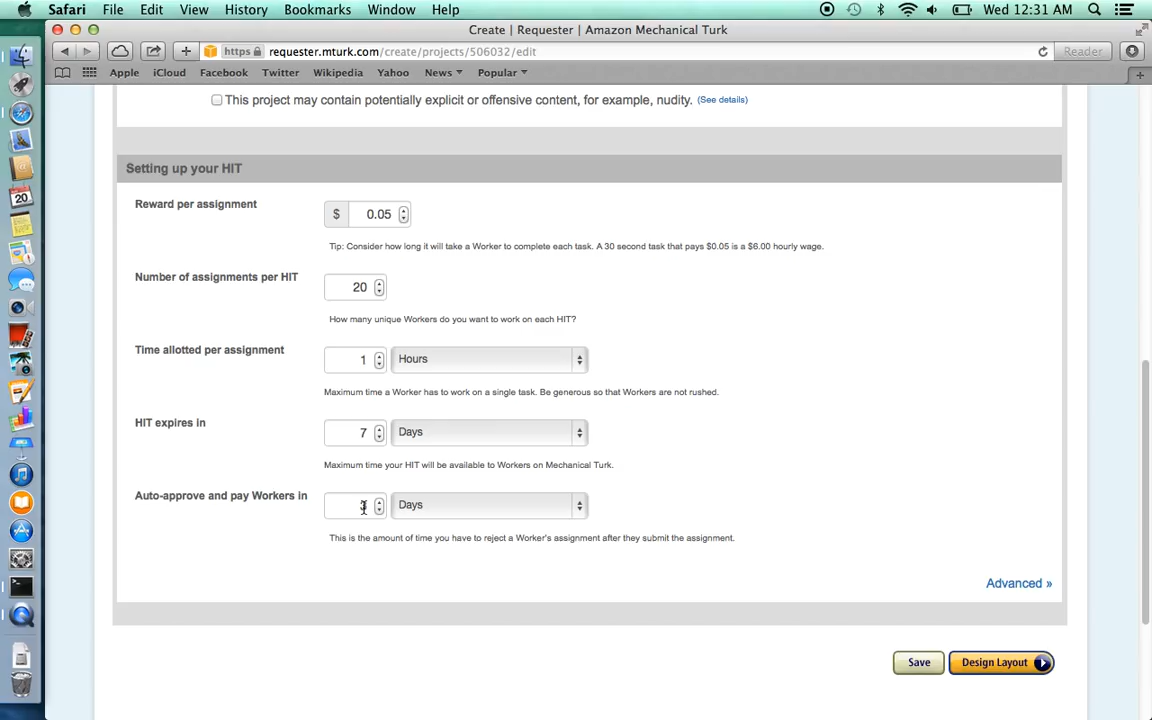 Safari File Edit View History Bookmarks Window Help Wed 12:31 AM
Create | Requester | Amazon Mechanical Turk
https requester.mturk.com/create/projects/506032/edit Reader
Apple iCloud Facebook Twitter Wikipedia Yahoo News Popular
This project may contain potentially explicit or offensive content, for example, nudity. (See details)
Setting up your HIT
Reward per assignment
$ 0.05
Tip: Consider how long it will take a Worker to complete each task. A 30 second task that pays $0.05 is a $6.00 hourly wage.
Number of assignments per HIT
20
How many unique Workers do you want to work on each HIT?
Time allotted per assignment
1 Hours
Maximum time a Worker has to work on a single task. Be generous so that Workers are not rushed.
HIT expires in
7 Days
Maximum time your HIT will be available to Workers on Mechanical Turk.
Auto-approve and pay Workers in
Days
This is the amount of time you have to reject a Worker's assignment after they submit the assignment.
Advanced »
Save Design Layout
20